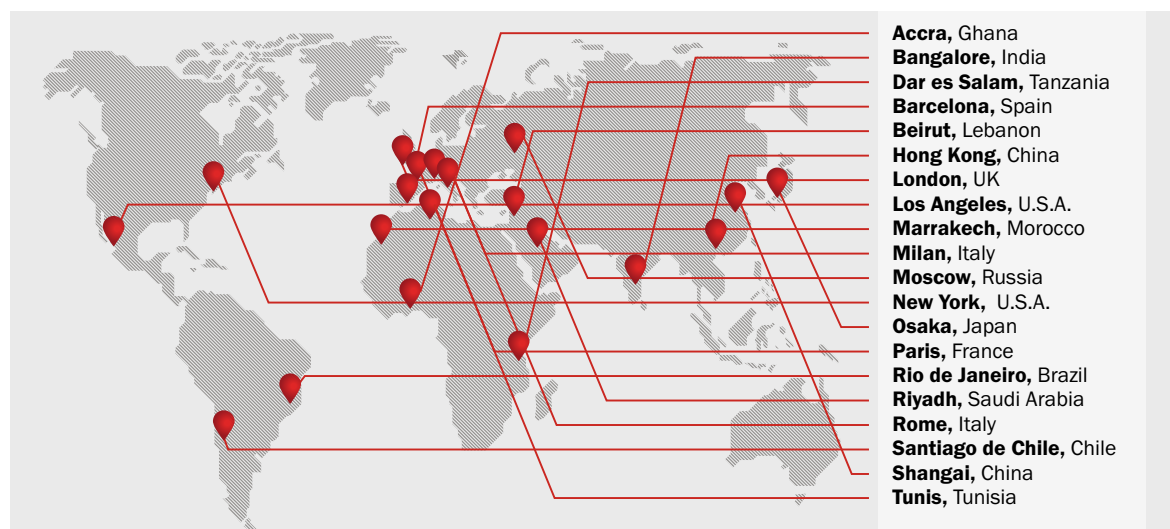 Accra, Ghana
Bangalore, India
Dar es Salam, Tanzania
Barcelona, Spain
Beirut, Lebanon
Hong Kong, China
London, UK
Los Angeles, U.S.A.
Marrakech, Morocco
Milan, Italy
Moscow, Russia
New York, U.S.A.
Osaka, Japan
Paris, France
Rio de Janeiro, Brazil
Riyadh, Saudi Arabia
Rome, Italy
Santiago de Chile, Chile
Shangai, China
Tunis, Tunisia